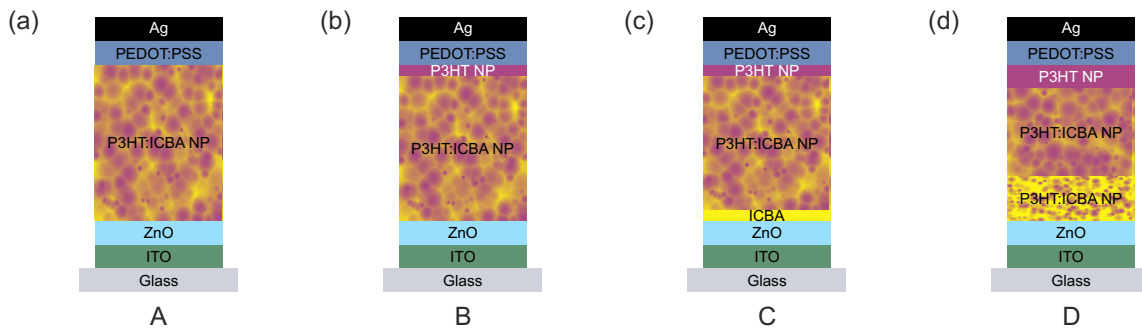 (a)
Ag
PEDOT:PSS
P3HT:ICBA NP
ZnO
ITO
Glass
A
(b)
Ag
PEDOT:PSS
P3HT NP
P3HT:ICBA NP
ZnO
ITO
Glass
B
(c)
Ag
PEDOT:PSS
P3HT NP
P3HT:ICBA NP
ICBA
ZnO
ITO
Glass
C
(d)
Ag
PEDOT:PSS
P3HT NP
P3HT:ICBA NP
P3HT:ICBA NP
ZnO
ITO
Glass
D